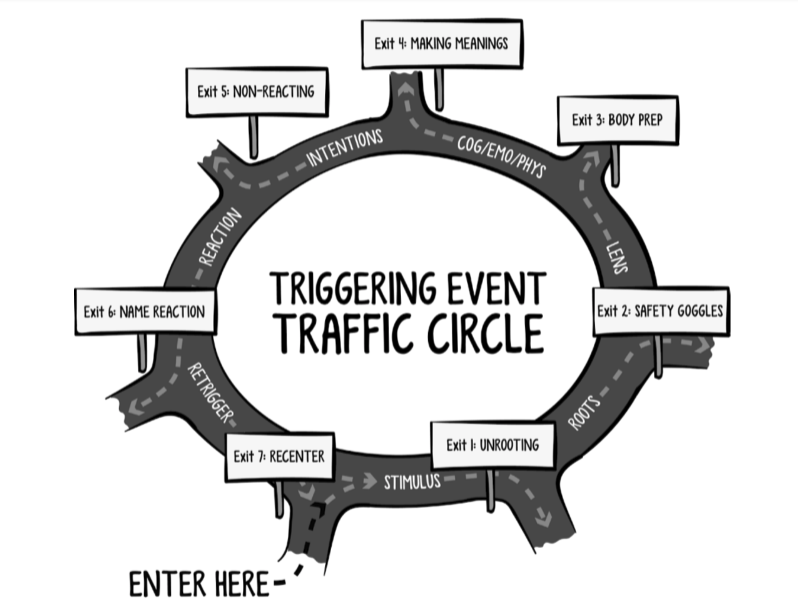 Exit 4: MAKING MEANINGS
Exit 5: NON-REACTING
Exit 3: BODY PREP
INTENTIONS
COG/EMO/PHYS
REACTION
LENS
TRIGGERING EVENT
TRAFFIC CIRCLE
Exit 6: NAME REACTION
Exit 2: SAFETY GOGGLES
RETRIGGER
ROOTS
Exit 7: RECENTER
Exit 1: UNROOTING
STIMULUS
ENTER HERE